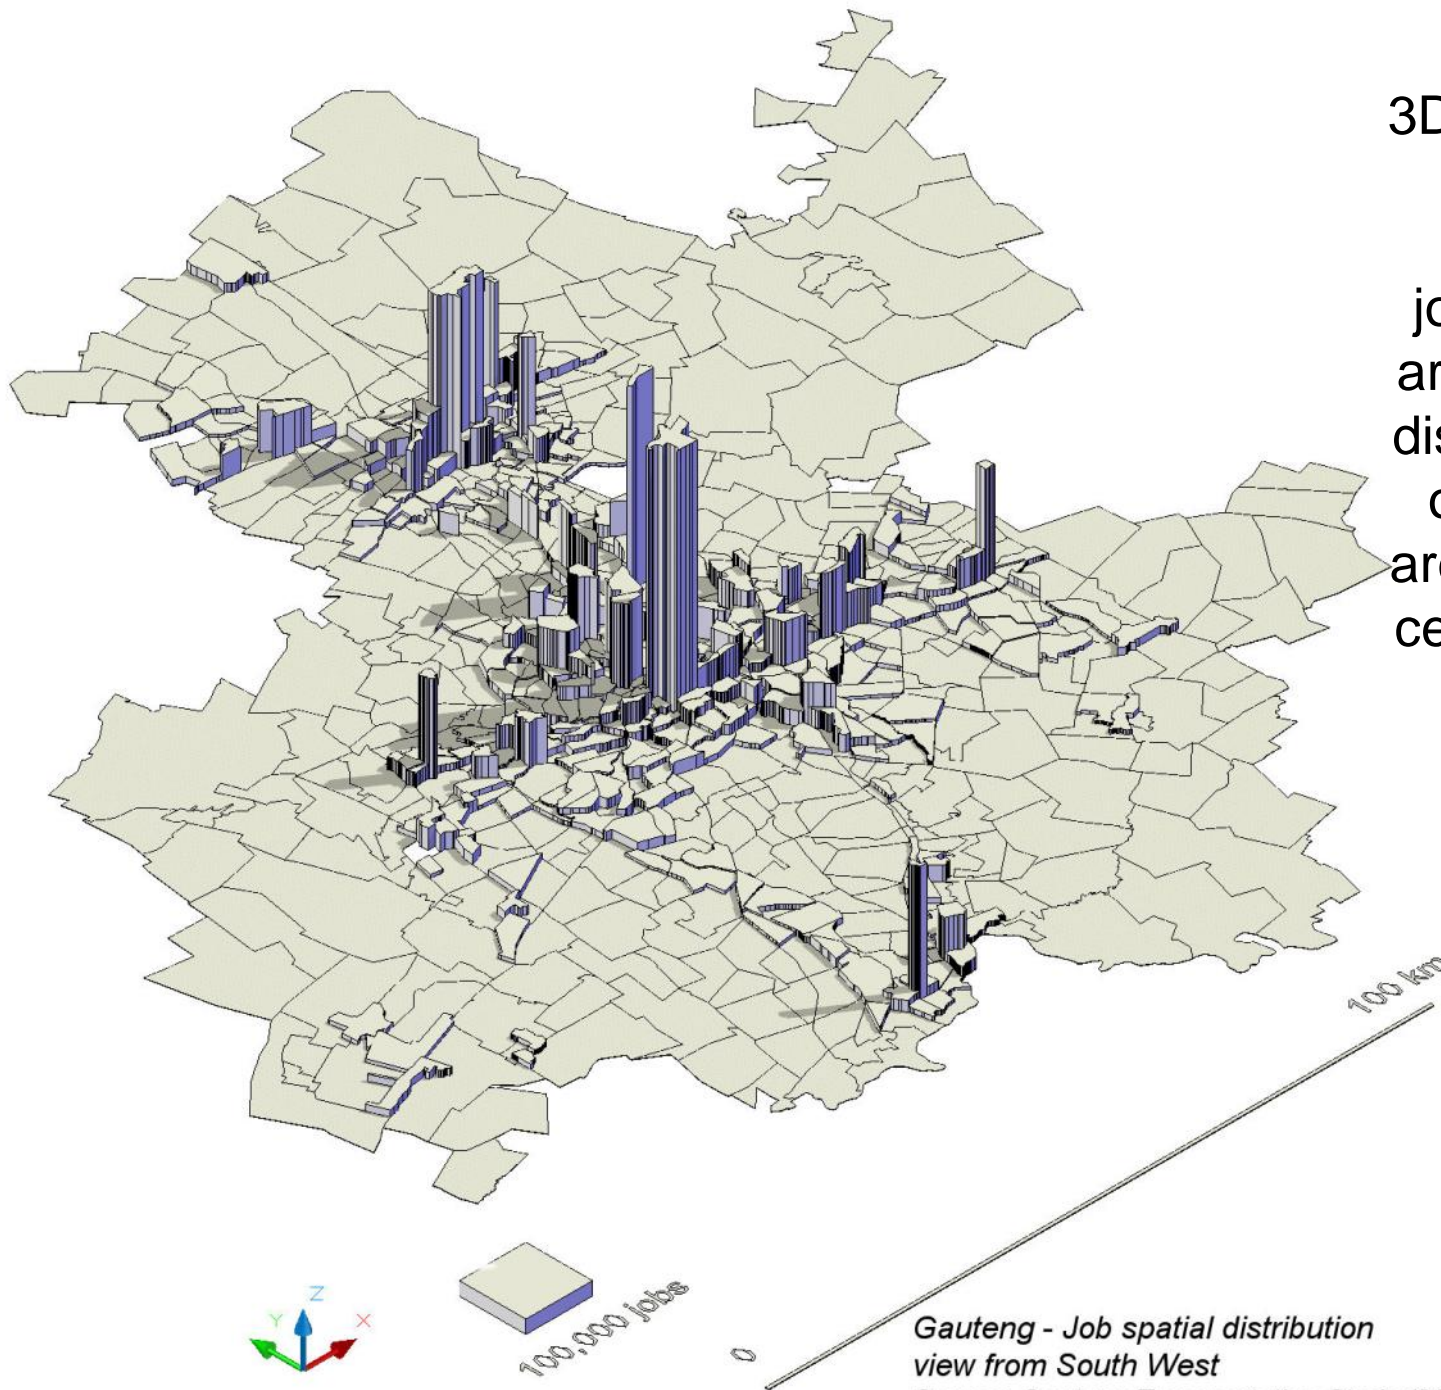 3D
jo
ar
dis
c
are
ce
100 km
Z
Y
X
100,000 jobs
0
Gauteng - Job spatial distribution
view from South West